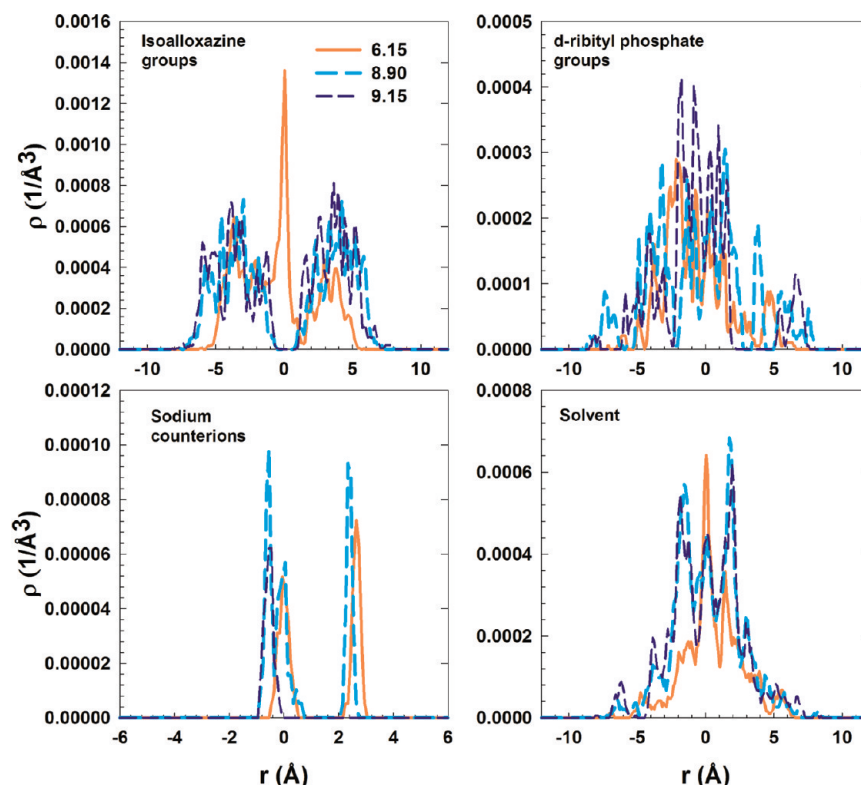 Isoalloxazine
groups
6.15
8.90
9.15
ρ (1/Å^3)
0.0016
0.0014
0.0012
0.0010
0.0008
0.0006
0.0004
0.0002
0.0000
-10 -5 0 5 10
d-ribityl phosphate
groups
0.0005
0.0004
0.0003
0.0002
0.0001
0.0000
-10 -5 0 5 10
Sodium
counterions
ρ (1/Å^3)
0.00012
0.00010
0.00008
0.00006
0.00004
0.00002
0.00000
-6 -4 -2 0 2 4 6
r (Å)
Solvent
0.0008
0.0006
0.0004
0.0002
0.0000
-10 -5 0 5 10
r (Å)